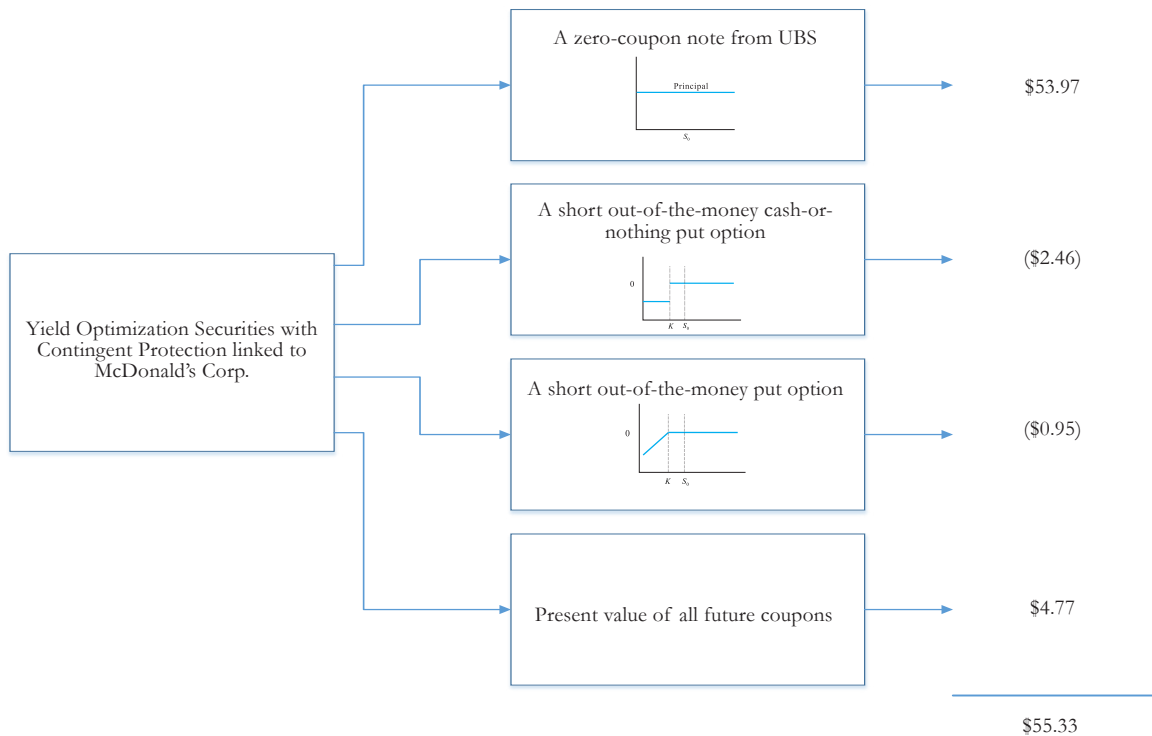 A zero-coupon note from UBS
Principal
S₀
$53.97
A short out-of-the-money cash-or-
nothing put option
0
K S₀
($2.46)
Yield Optimization Securities with
Contingent Protection linked to
McDonald's Corp.
A short out-of-the-money put option
0
K S₀
($0.95)
Present value of all future coupons
$4.77
$55.33